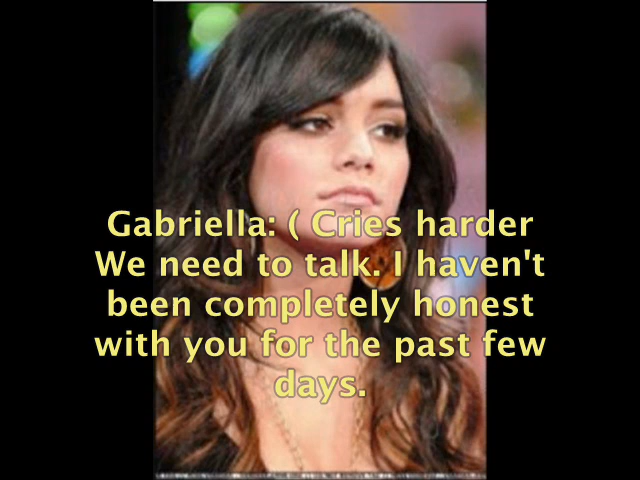 Gabriella: ( Cries harder
We need to talk. I haven't
been completely honest
with you for the past few
days.